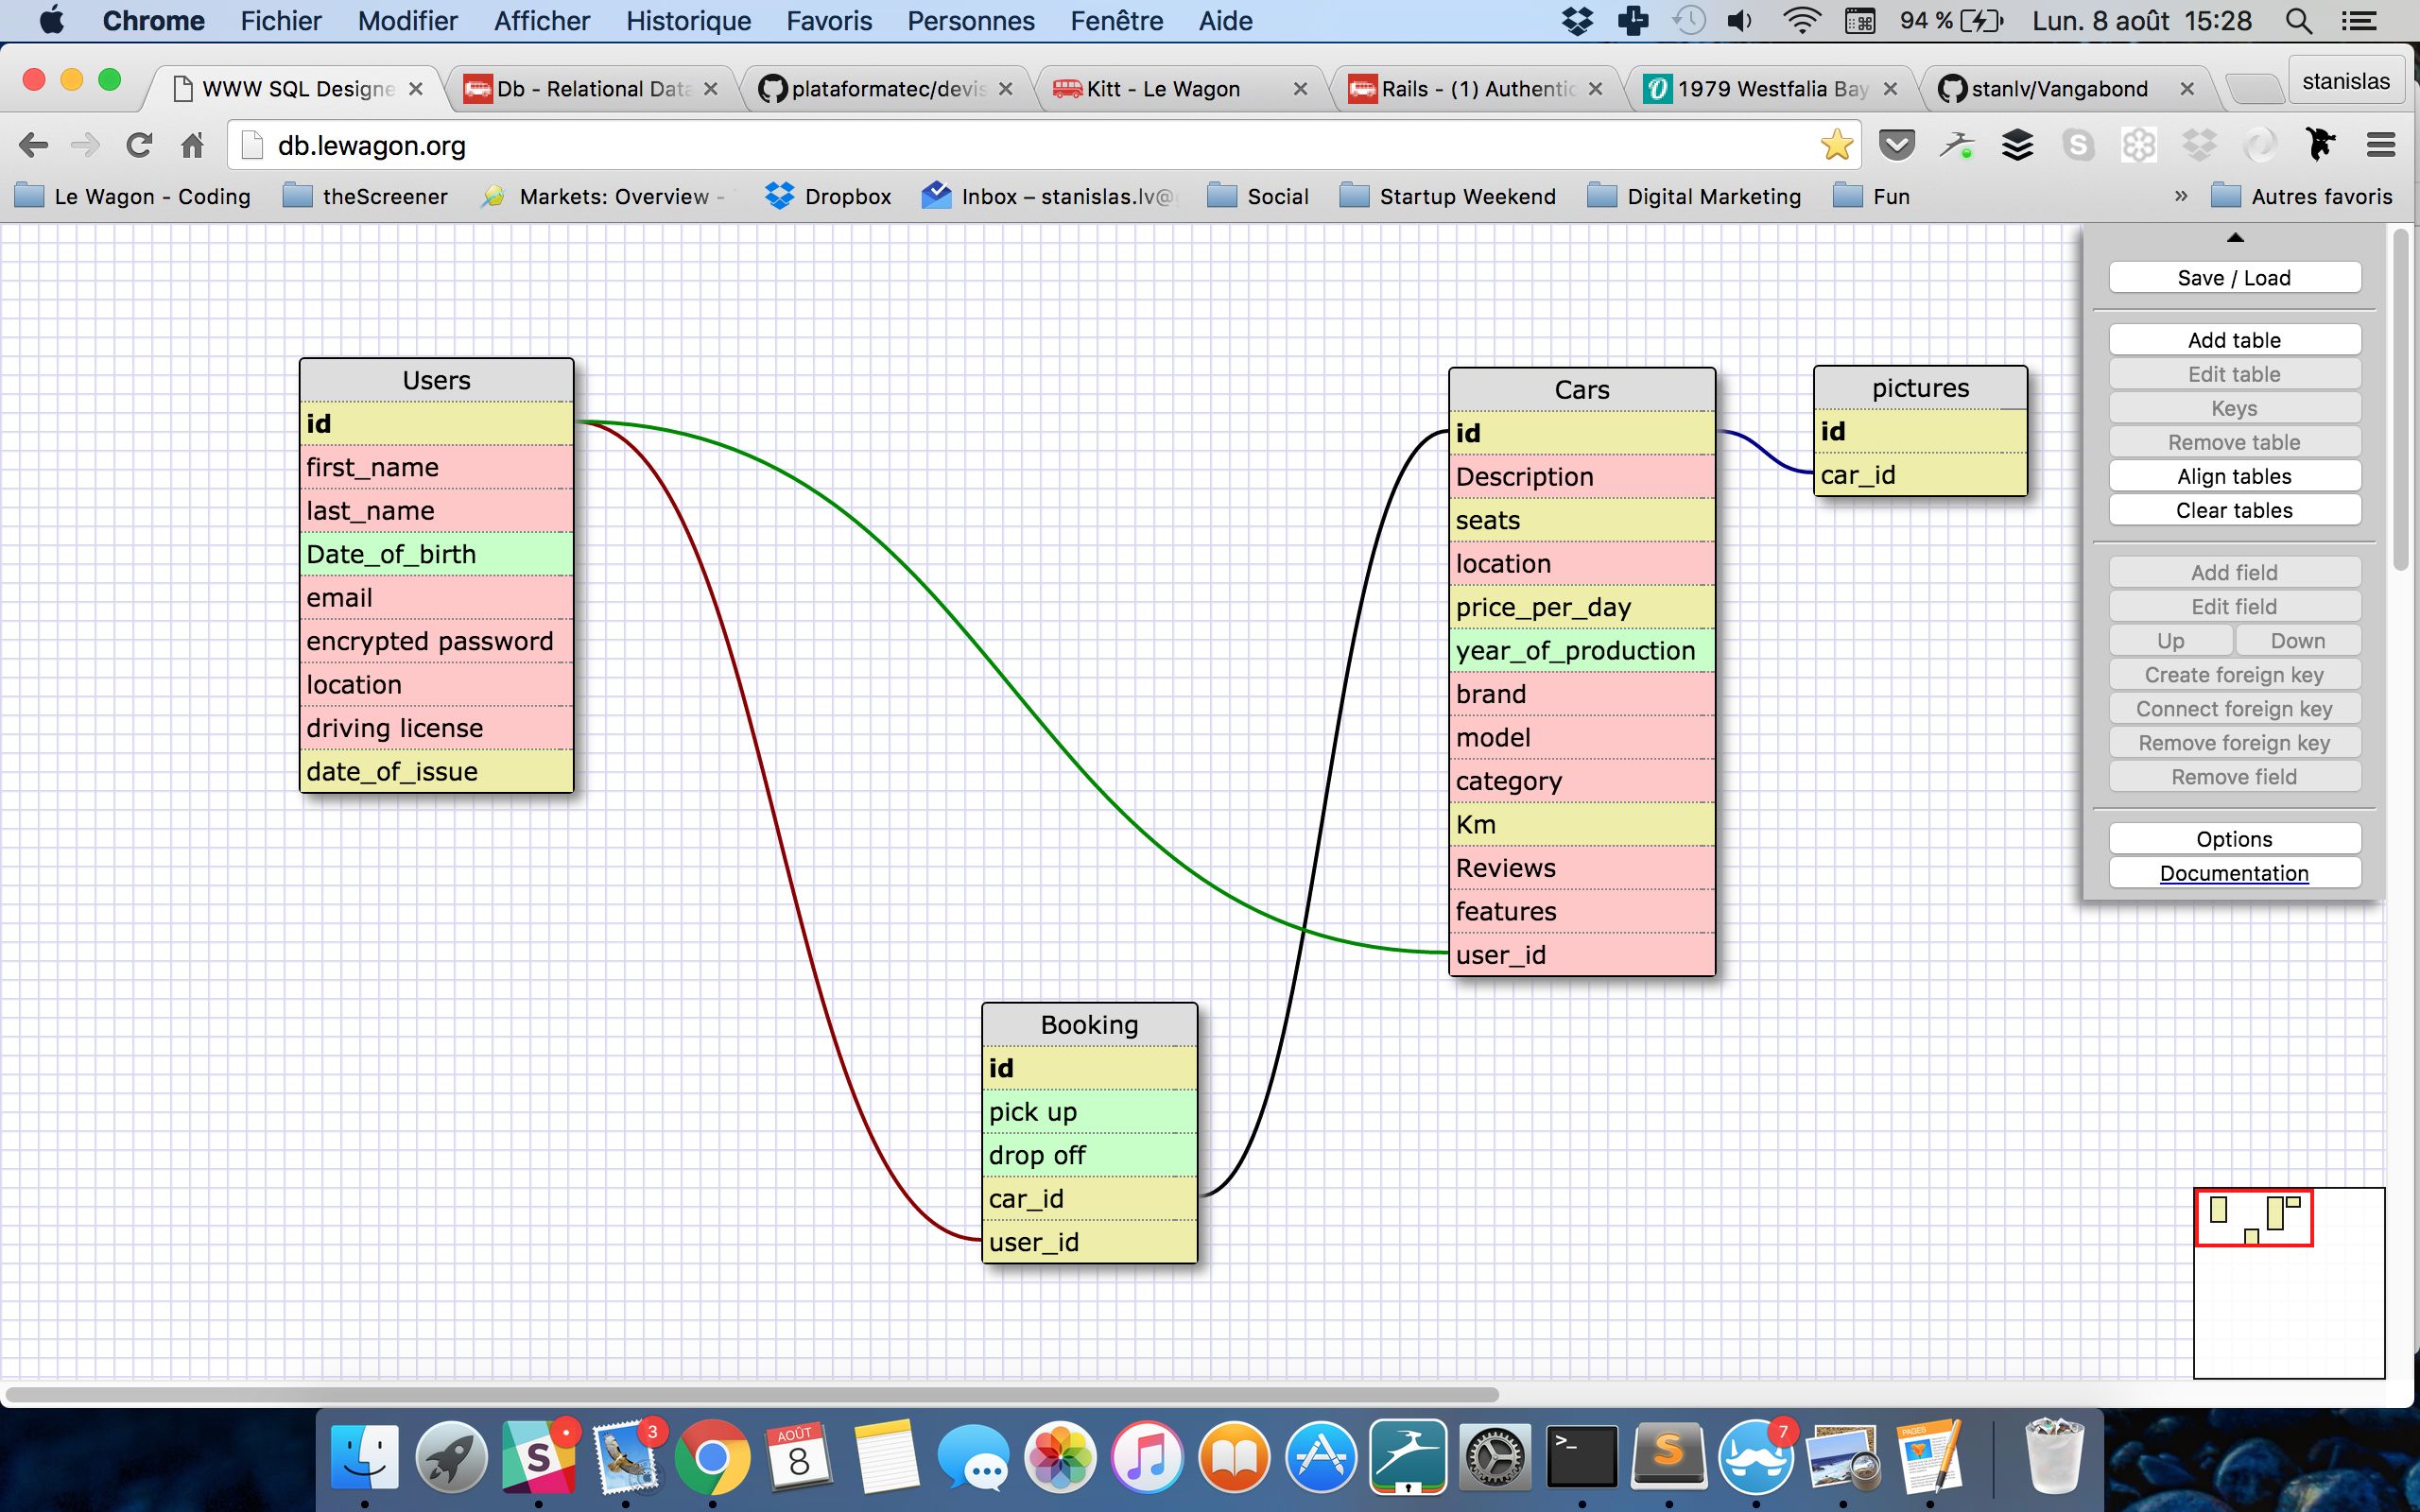 Chrome Fichier Modifier Afficher Historique Favoris Personnes Fenêtre Aide 94 % Lun. 8 août 15:28
WWW SQL Designe Db - Relational Data plataformatec/devis Kitt - Le Wagon Rails - (1) Authentic 1979 Westfalia Bay stanlv/Vangabond stanislas
db.lewagon.org
Le Wagon - Coding theScreener Markets: Overview - Dropbox Inbox – stanislas.lv@ Social Startup Weekend Digital Marketing Fun » Autres favoris
Users
id
first_name
last_name
Date_of_birth
email
encrypted password
location
driving license
date_of_issue
Booking
id
pick up
drop off
car_id
user_id
Cars
id
Description
seats
location
price_per_day
year_of_production
brand
model
category
Km
Reviews
features
user_id
pictures
id
car_id
Save / Load
Add table
Edit table
Keys
Remove table
Align tables
Clear tables
Add field
Edit field
Up Down
Create foreign key
Connect foreign key
Remove foreign key
Remove field
Options
Documentation
S 3 AOÛT 8 >_ S 7 PAGES